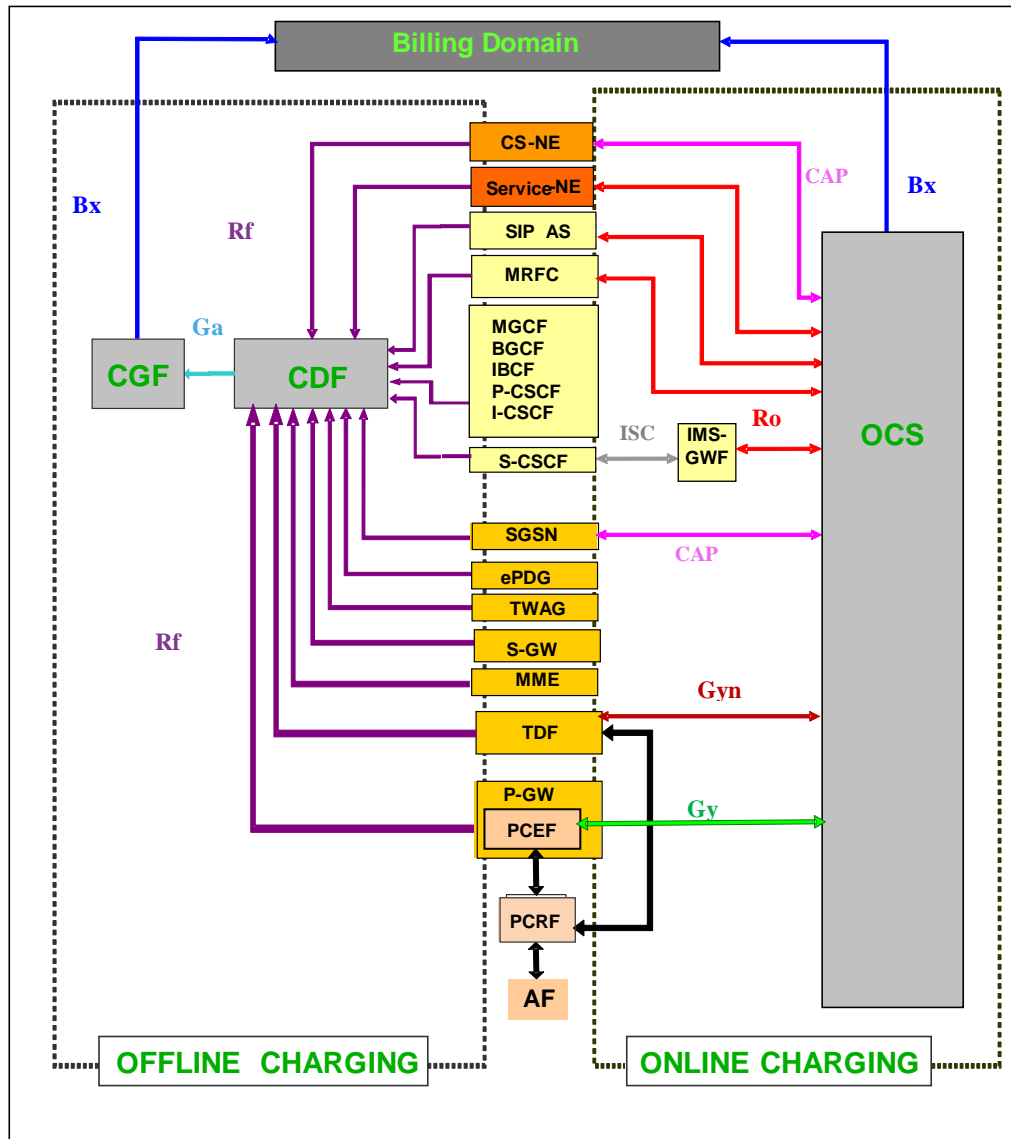 Billing Domain
CS-NE
CAP
Bx
Bx
Service-NE
Rf
SIP AS
MRFC
Ga
MGCF
BGCF
IBCF
P-CSCF
I-CSCF
CGF
CDF
OCS
Ro
ISC
IMS-
GWF
S-CSCF
SGSN
CAP
ePDG
TWAG
Rf
S-GW
MME
Gyn
TDF
P-GW
Gy
PCEF
PCRF
AF
OFFLINE CHARGING
ONLINE CHARGING